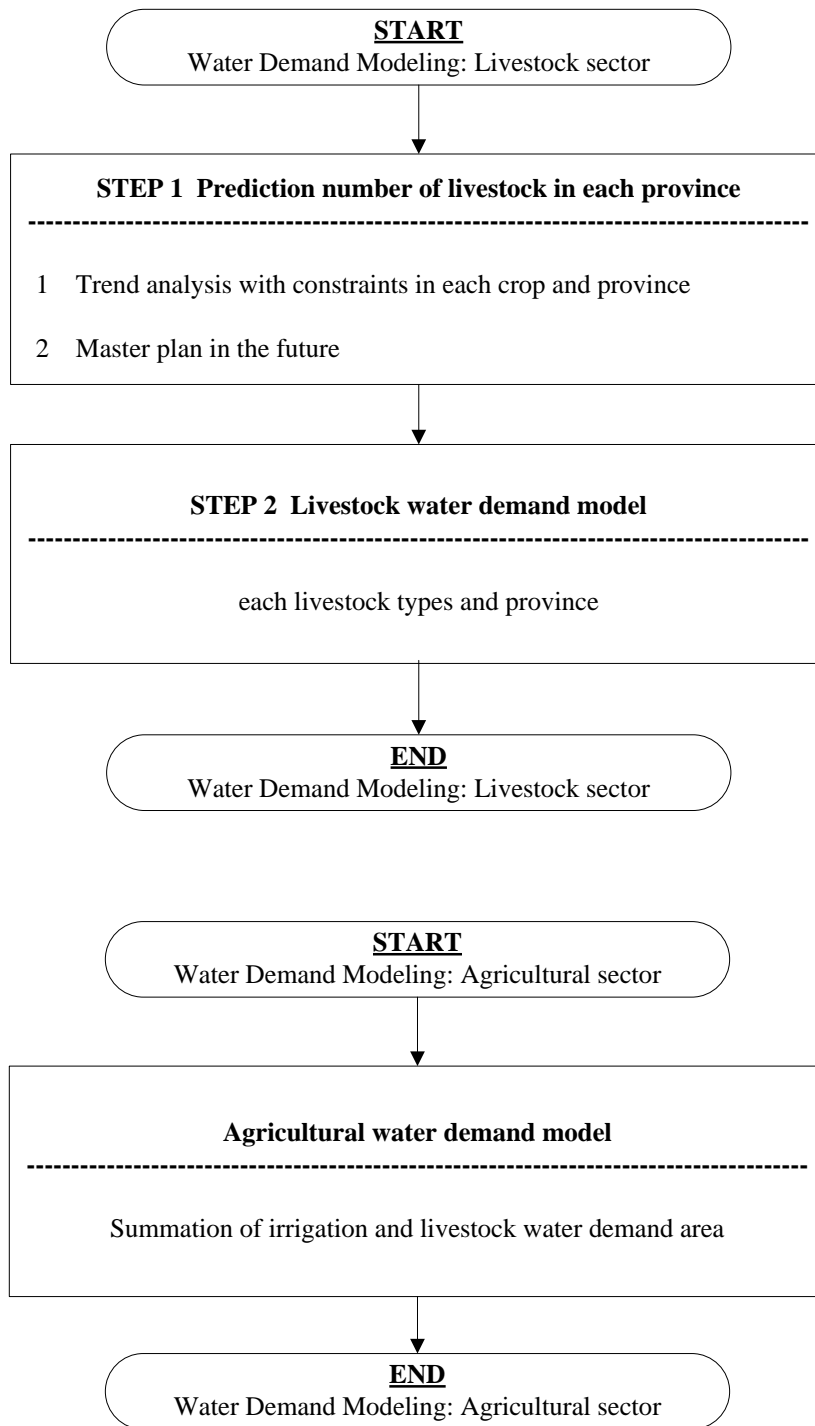 START
Water Demand Modeling: Livestock sector
STEP 1 Prediction number of livestock in each province
1 Trend analysis with constraints in each crop and province
2 Master plan in the future
STEP 2 Livestock water demand model
each livestock types and province
END
Water Demand Modeling: Livestock sector
START
Water Demand Modeling: Agricultural sector
Agricultural water demand model
Summation of irrigation and livestock water demand area
END
Water Demand Modeling: Agricultural sector